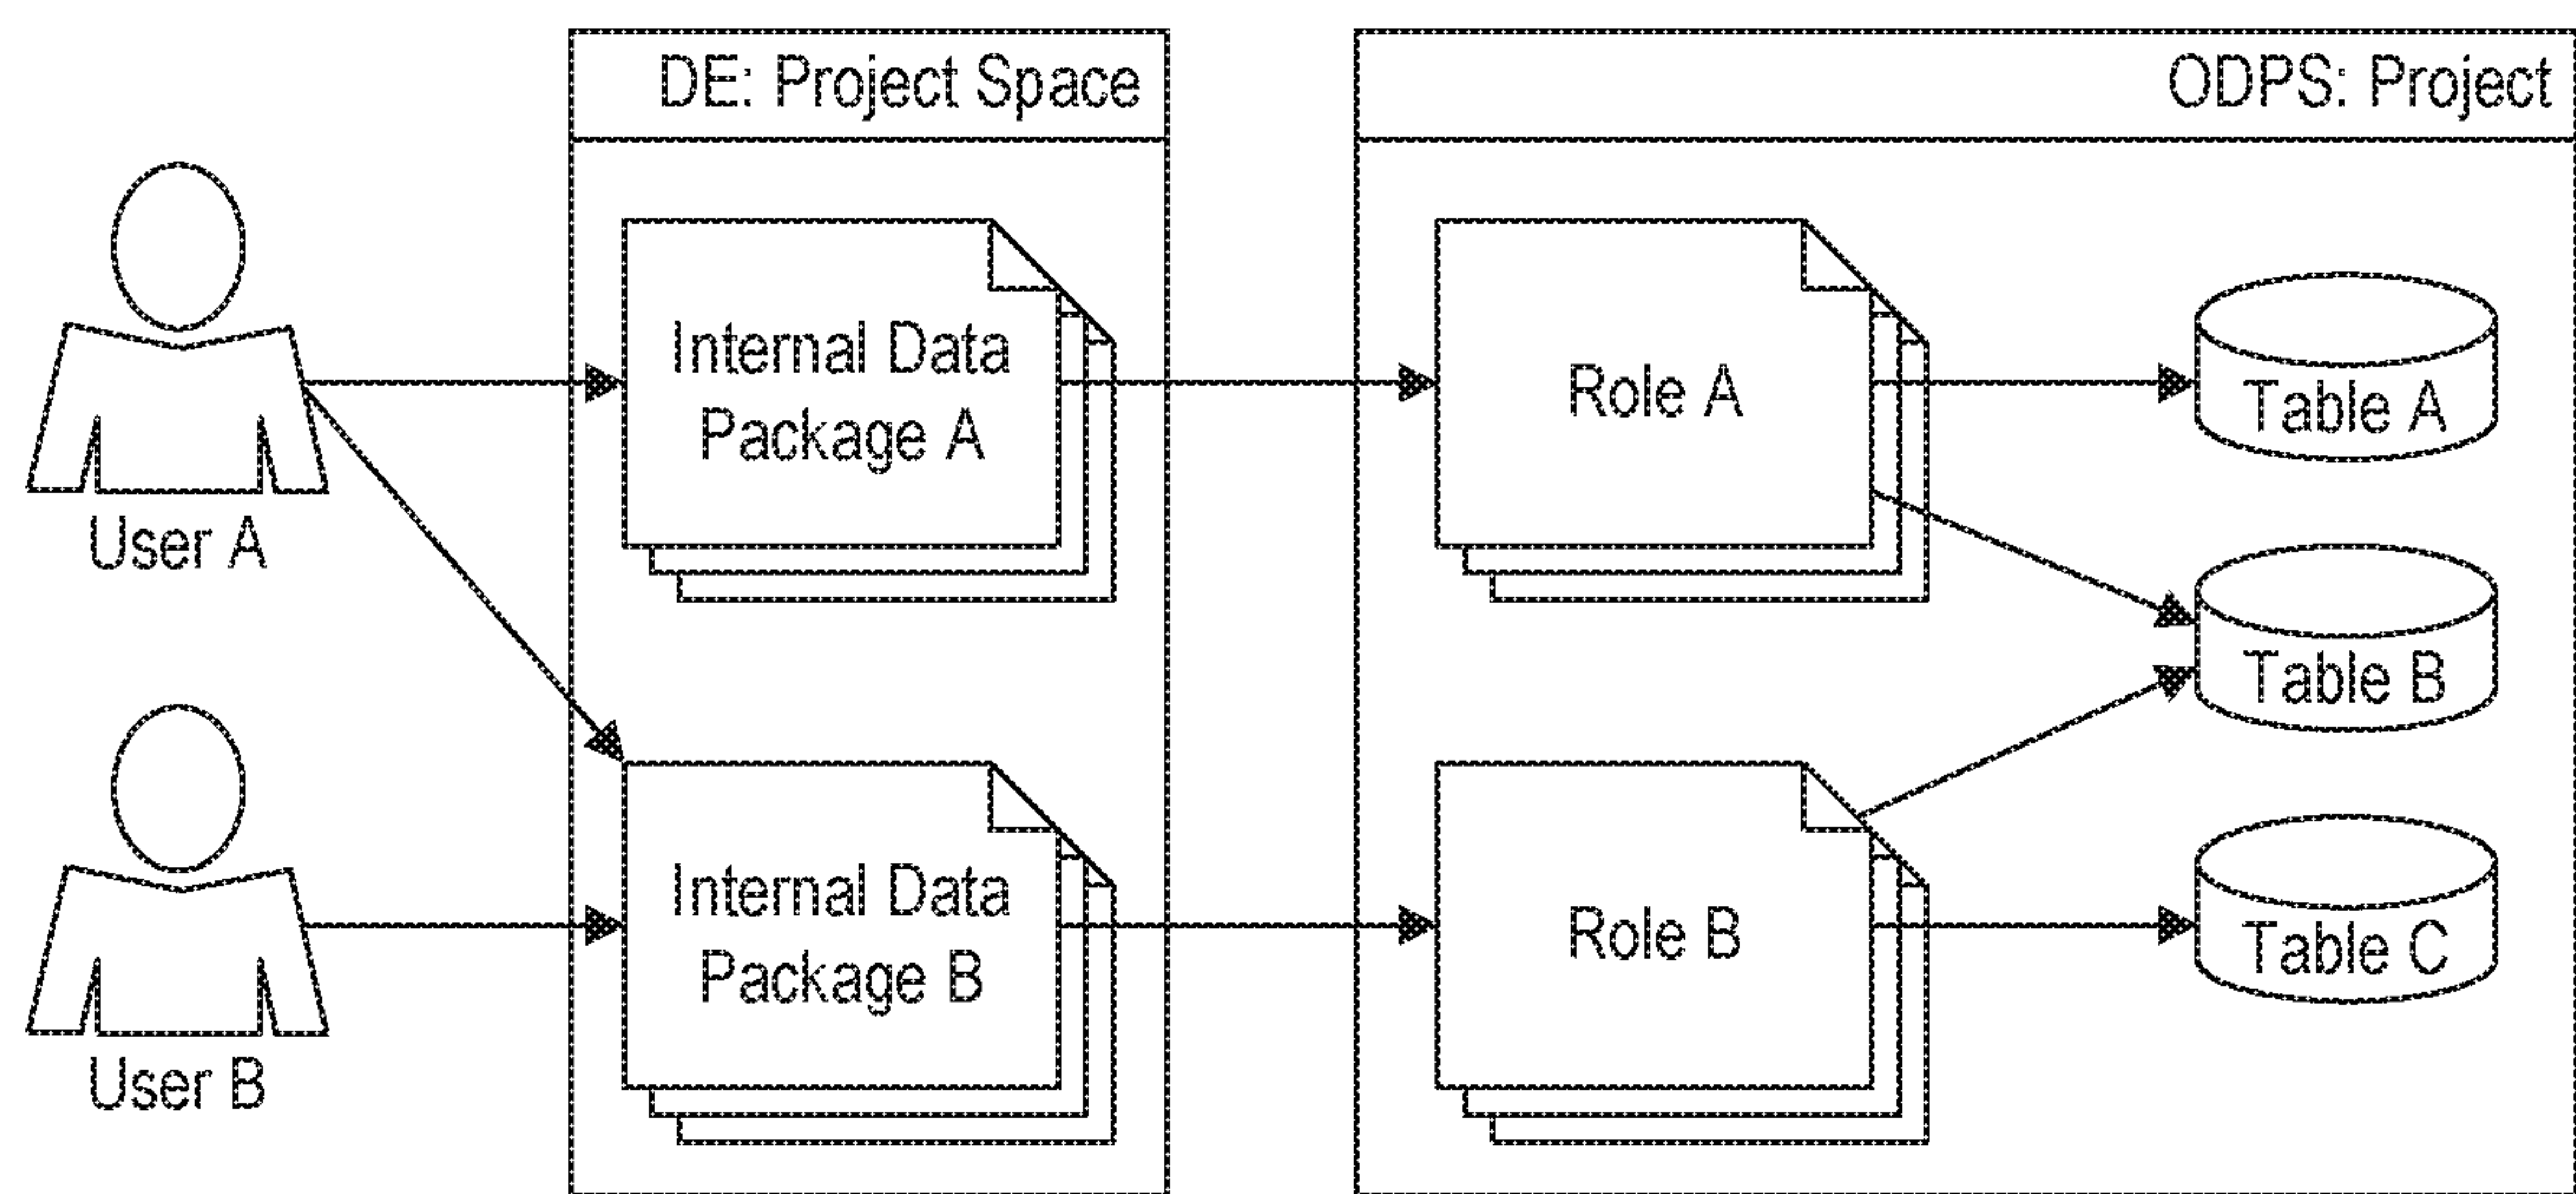 DE: Project Space
ODPS: Project
Internal Data
Package A
Role A
Table A
User A
Table B
Internal Data
Package B
Role B
Table C
User B